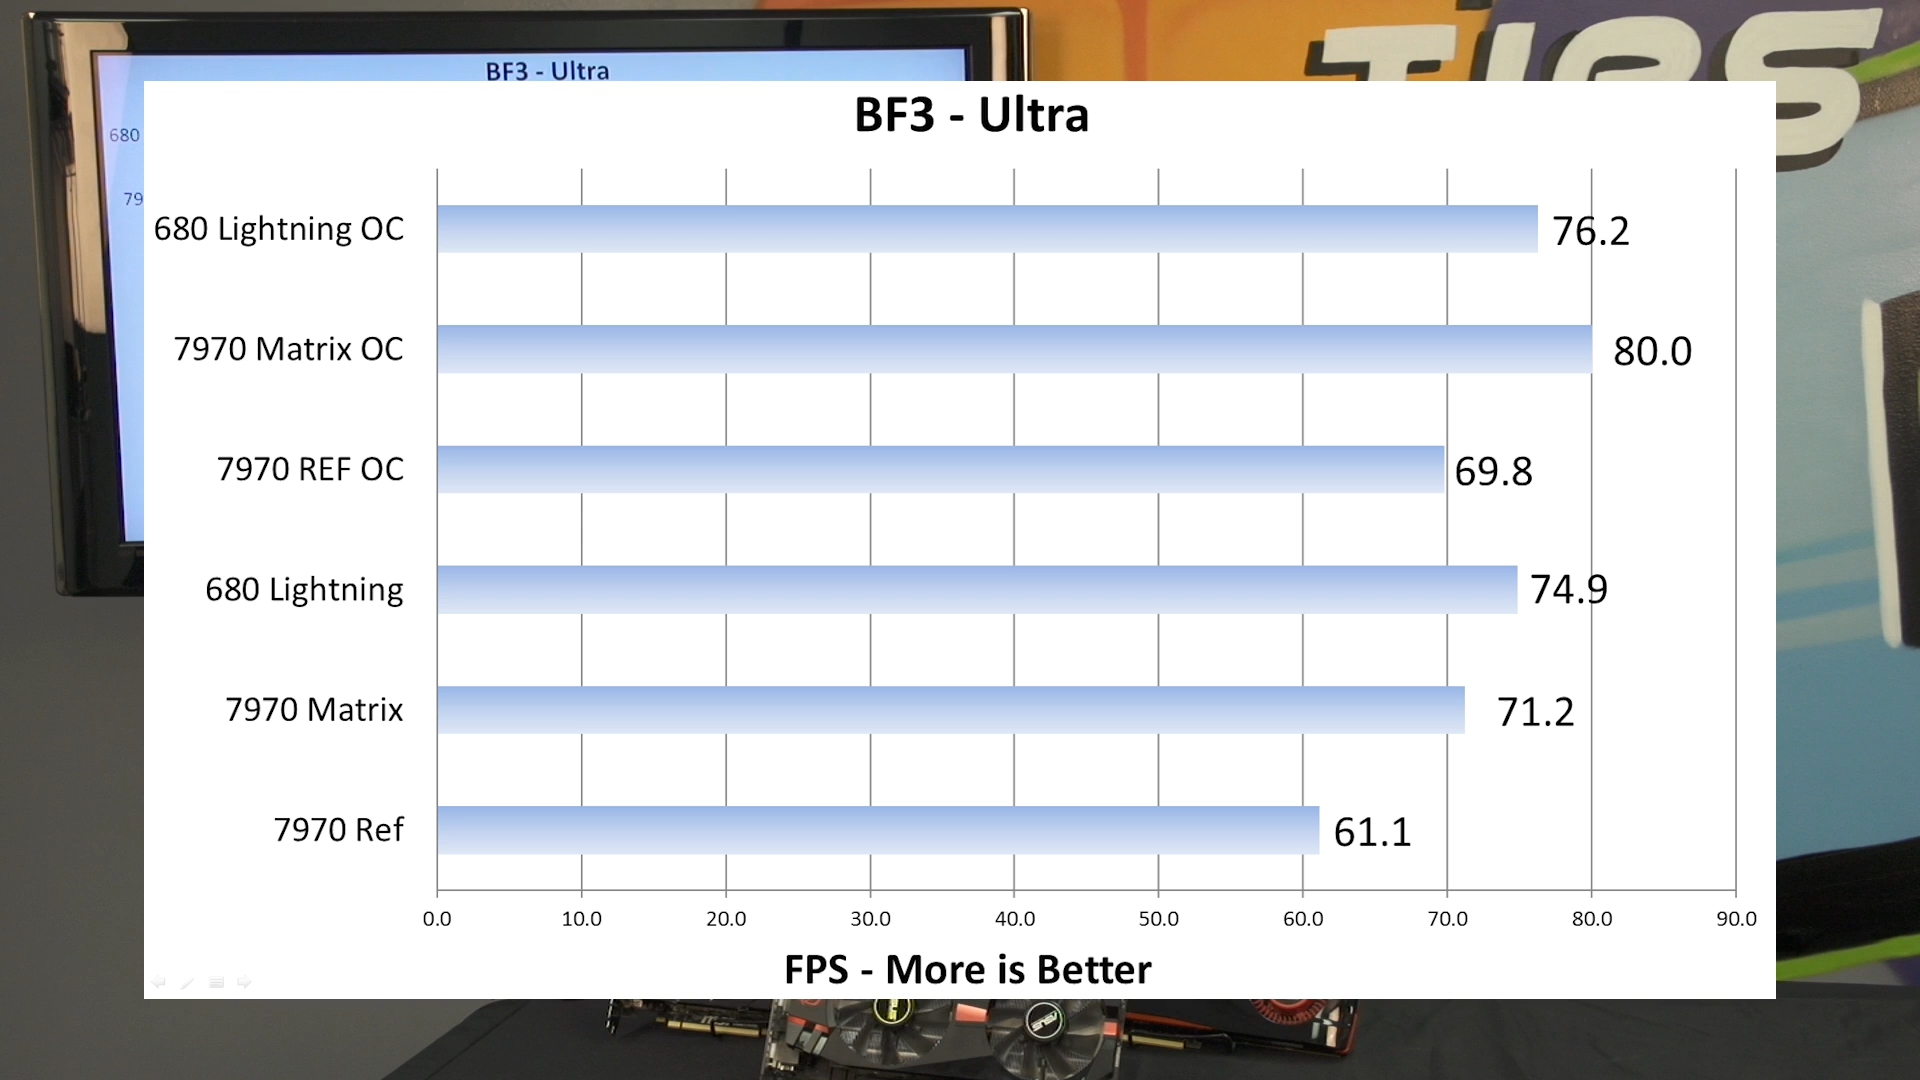 TIPS
BF3 - Ultra
680
79
BF3 - Ultra
680 Lightning OC
76.2
7970 Matrix OC
80.0
7970 REF OC
69.8
680 Lightning
74.9
7970 Matrix
71.2
7970 Ref
61.1
0.0 10.0 20.0 30.0 40.0 50.0 60.0 70.0 80.0 90.0
FPS - More is Better
ASUS